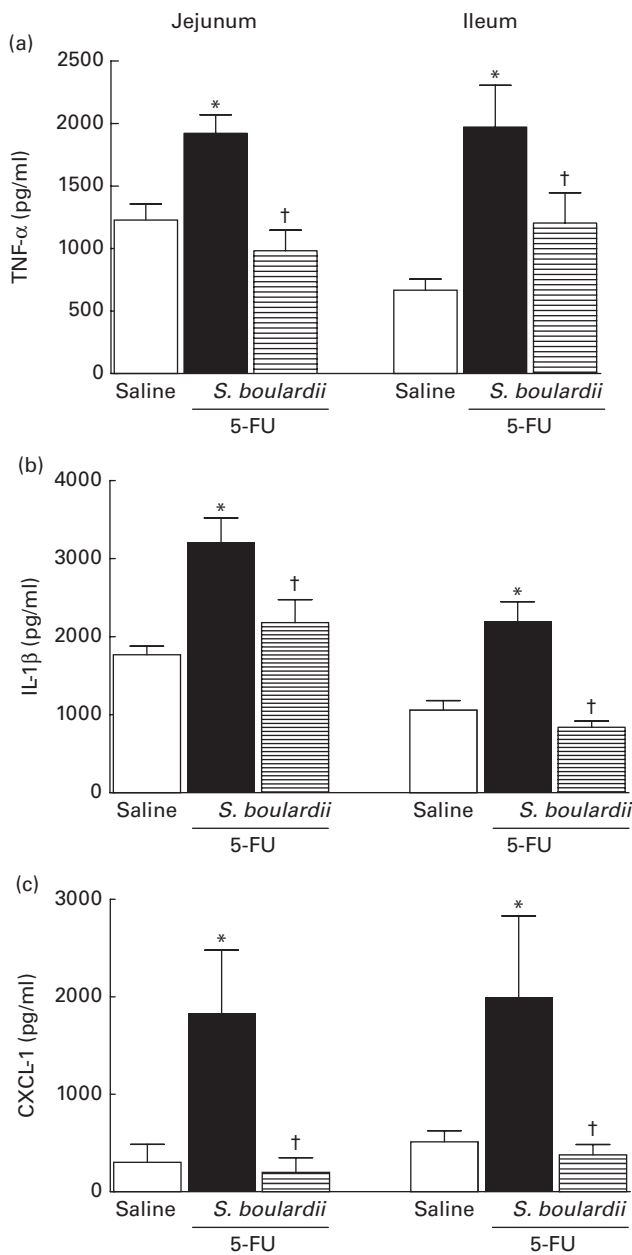 Jejunum Ileum
(a)
2500
* *
2000
1500
† †
1000
500
0
TNF-α (pg/ml)
Saline S. boulardii Saline S. boulardii
5-FU 5-FU
(b)
4000
*
3000
† *
2000
1000
†
0
IL-1β (pg/ml)
Saline S. boulardii Saline S. boulardii
5-FU 5-FU
(c)
3000
* *
2000
1000
† †
0
CXCL-1 (pg/ml)
Saline S. boulardii Saline S. boulardii
5-FU 5-FU